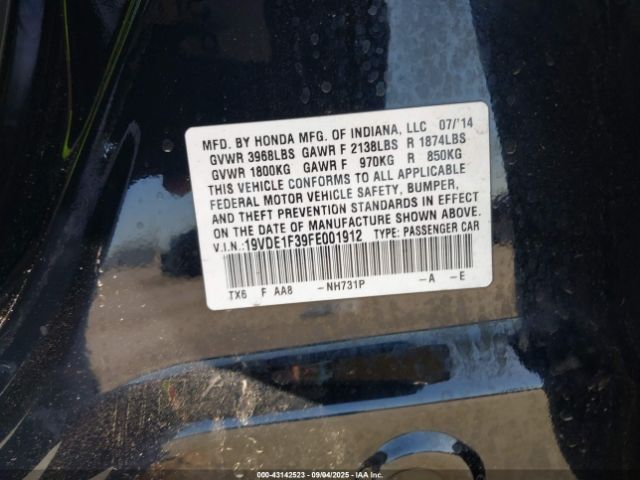 MFD. BY HONDA MFG. OF INDIANA, LLC 07/'14
GVWR 3968LBS GAWR F 2138LBS R 1874LBS
GVWR 1800KG GAWR F 970KG R 850KG
THIS VEHICLE CONFORMS TO ALL APPLICABLE
FEDERAL MOTOR VEHICLE SAFETY, BUMPER,
AND THEFT PREVENTION STANDARDS IN EFFECT
ON THE DATE OF MANUFACTURE SHOWN ABOVE.
V.I.N.:19VDE1F39FE001912 TYPE: PASSENGER CAR
TX6 F AA8 -NH731P -A -E
000-43142523 - 09/04/2025 - IAA Inc.